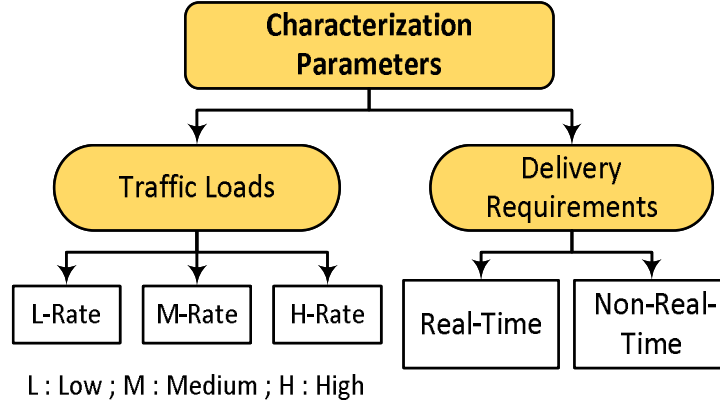 Characterization
Parameters
Traffic Loads
Delivery
Requirements
L-Rate
M-Rate
H-Rate
Real-Time
Non-Real-
Time
L : Low ; M : Medium ; H : High